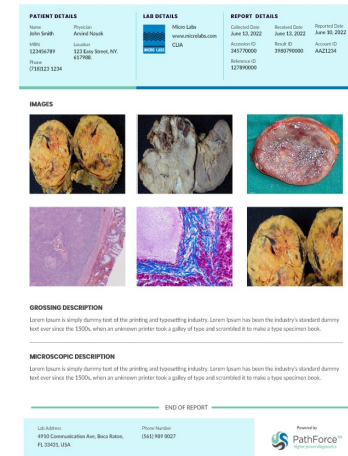 PATIENT DETAILS
Name
John Smith
Physician
Arvind Nayak
MRN
123456789
Location
123 Easy Street, NY.
617988.
Phone
(718)123 1234
LAB DETAILS
MICRO LABS
Micro Labs
www.microlabs.com
CLIA
REPORT DETAILS
Collected Date
June 13, 2022
Received Date
June 13, 2022
Reported Date
June 10, 2022
Accession ID
345770000
Result ID
3980790000
Account ID
AAZ1234
Reference ID
127890000
IMAGES
GROSSING DESCRIPTION
Lorem Ipsum is simply dummy text of the printing and typesetting industry. Lorem Ipsum has been the industry's standard dummy
text ever since the 1500s, when an unknown printer took a galley of type and scrambled it to make a type specimen book.
MICROSCOPIC DESCRIPTION
Lorem Ipsum is simply dummy text of the printing and typesetting industry. Lorem Ipsum has been the industry's standard dummy
text ever since the 1500s, when an unknown printer took a galley of type and scrambled it to make a type specimen book.
END OF REPORT
Lab Address
4910 Communication Ave, Boca Raton,
FL 33431, USA
Phone Number
(561) 989 0027
Powered by
PathForce
Higher power diagnostics